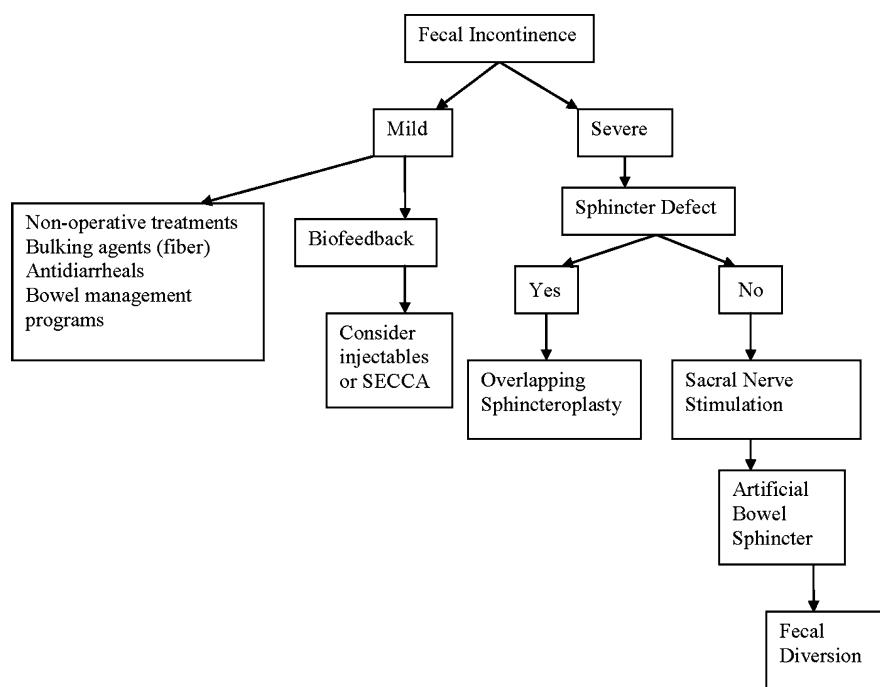 Fecal Incontinence
Mild
Severe
Non-operative treatments
Bulking agents (fiber)
Antidiarrheals
Bowel management
programs
Biofeedback
Sphincter Defect
Yes
No
Consider
injectables
or SECCA
Overlapping
Sphincteroplasty
Sacral Nerve
Stimulation
Artificial
Bowel
Sphincter
Fecal
Diversion